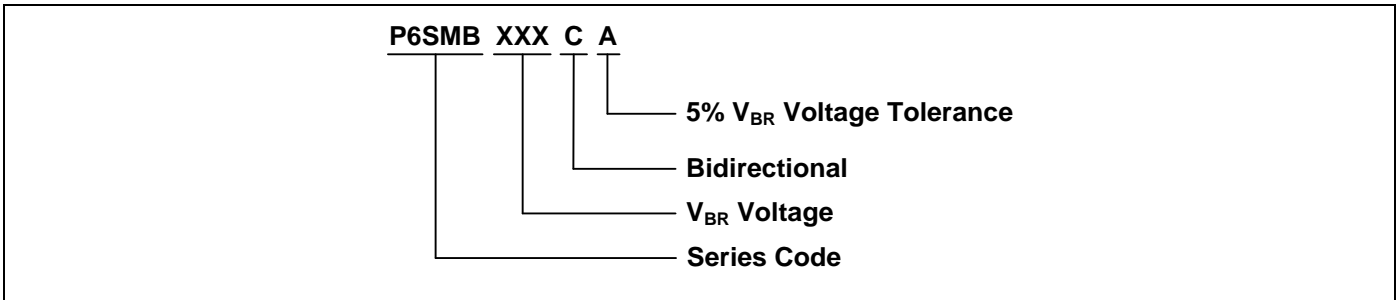 P6SMB XXX C A
5% VBR Voltage Tolerance
Bidirectional
VBR Voltage
Series Code